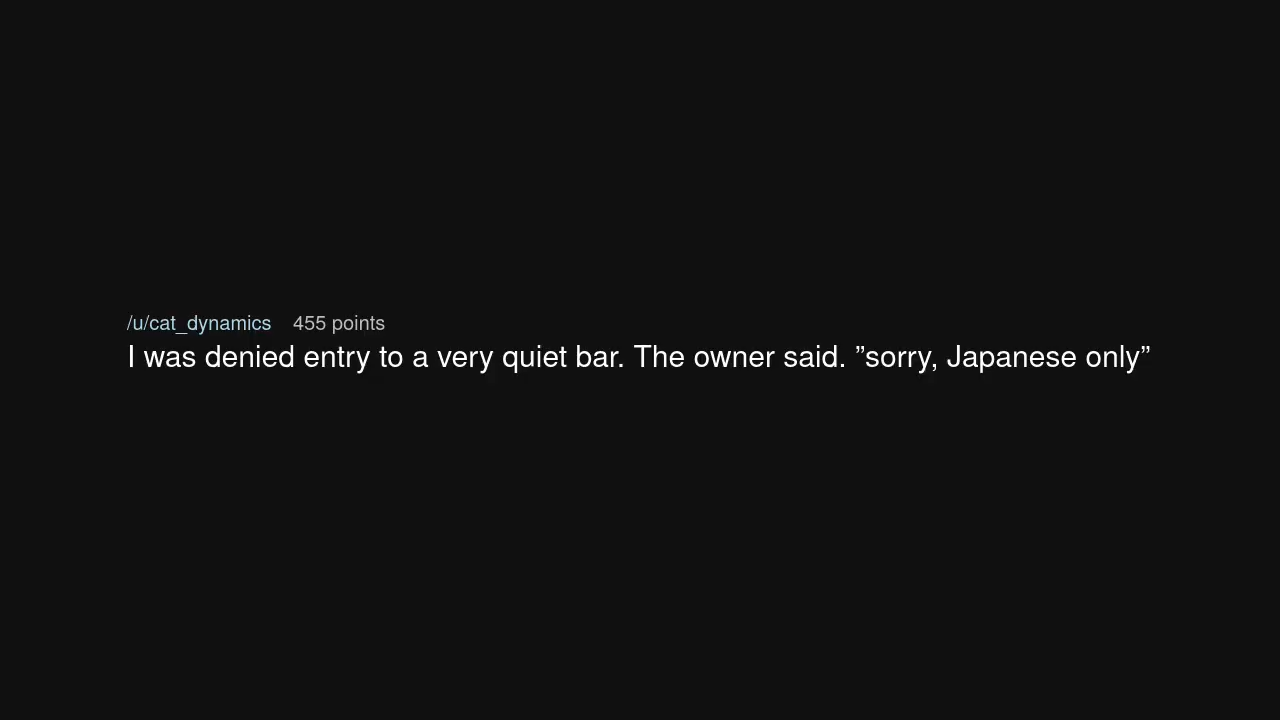 /u/cat_dynamics 455 points
I was denied entry to a very quiet bar. The owner said. ”sorry, Japanese only”